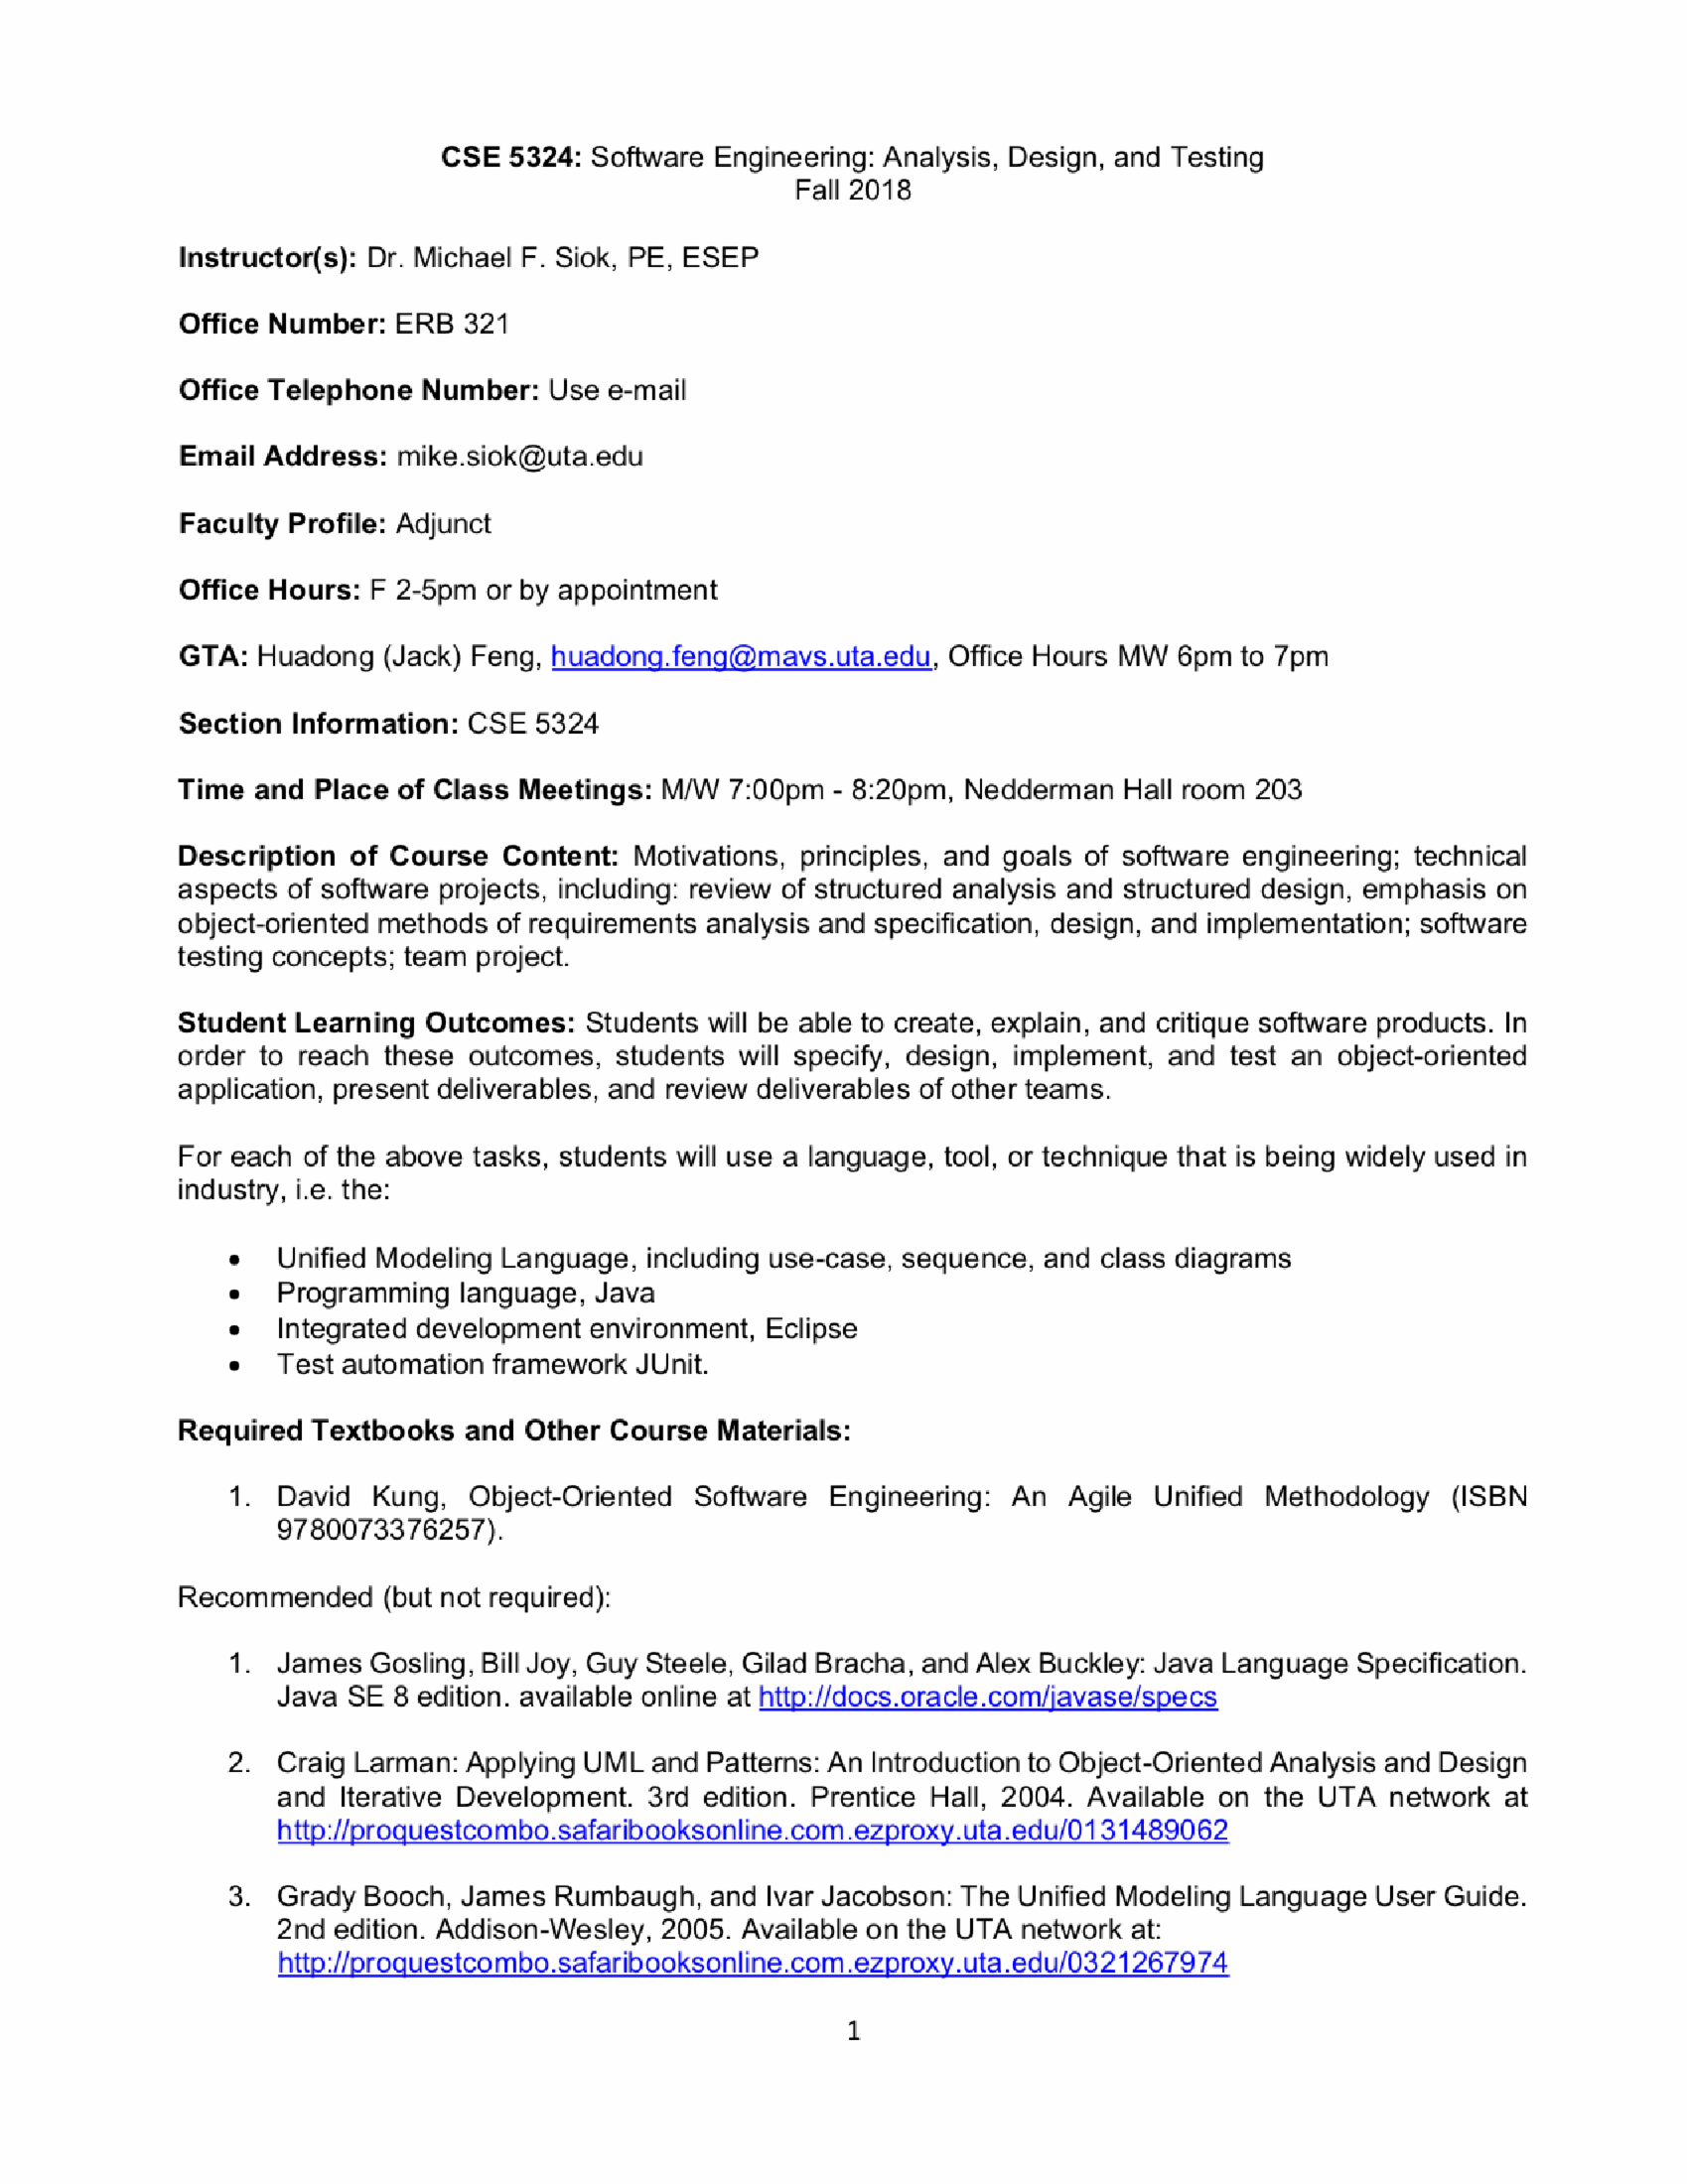 CSE 5324: Software Engineering: Analysis, Design, and Testing
Fall 2018
Instructor(s): Dr. Michael F. Siok, PE, ESEP
Office Number: ERB 321
Office Telephone Number: Use e-mail
Email Address: mike.siok@uta.edu
Faculty Profile: Adjunct
Office Hours: F 2-5pm or by appointment
GTA: Huadong (Jack) Feng, huadong.feng@mavs.uta.edu, Office Hours MW 6pm to 7pm
Section Information: CSE 5324
Time and Place of Class Meetings: M/W 7:00pm - 8:20pm, Nedderman Hall room 203
Description of Course Content: Motivations, principles, and goals of software engineering; technical
aspects of software projects, including: review of structured analysis and structured design, emphasis on
object-oriented methods of requirements analysis and specification, design, and implementation; software
testing concepts; team project.
Student Learning Outcomes: Students will be able to create, explain, and critique software products. In
order to reach these outcomes, students will specify, design, implement, and test an object-oriented
application, present deliverables, and review deliverables of other teams.
For each of the above tasks, students will use a language, tool, or technique that is being widely used in
industry, i.e. the:
• Unified Modeling Language, including use-case, sequence, and class diagrams
• Programming language, Java
• Integrated development environment, Eclipse
• Test automation framework JUnit.
Required Textbooks and Other Course Materials:
1. David Kung, Object-Oriented Software Engineering: An Agile Unified Methodology (ISBN
9780073376257).
Recommended (but not required):
1. James Gosling, Bill Joy, Guy Steele, Gilad Bracha, and Alex Buckley: Java Language Specification.
Java SE 8 edition. available online at http://docs.oracle.com/javase/specs
2. Craig Larman: Applying UML and Patterns: An Introduction to Object-Oriented Analysis and Design
and Iterative Development. 3rd edition. Prentice Hall, 2004. Available on the UTA network at
http://proquestcombo.safaribooksonline.com.ezproxy.uta.edu/0131489062
3. Grady Booch, James Rumbaugh, and Ivar Jacobson: The Unified Modeling Language User Guide.
2nd edition. Addison-Wesley, 2005. Available on the UTA network at:
http://proquestcombo.safaribooksonline.com.ezproxy.uta.edu/0321267974
1